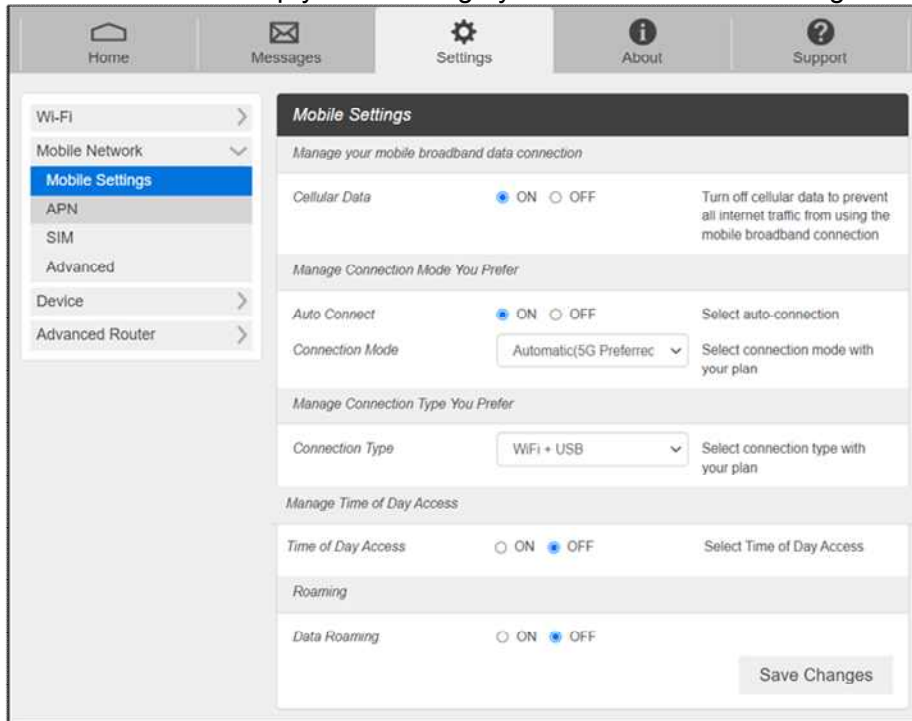 Home
Messages
Settings
About
Support
Wi-Fi
Mobile Network
Mobile Settings
APN
SIM
Advanced
Device
Advanced Router
Mobile Settings
Manage your mobile broadband data connection
Cellular Data
ON OFF
Turn off cellular data to prevent
all internet traffic from using the
mobile broadband connection
Manage Connection Mode You Prefer
Auto Connect
ON OFF
Select auto-connection
Connection Mode
Automatic(5G Preferrec
Select connection mode with
your plan
Manage Connection Type You Prefer
Connection Type
WiFi + USB
Select connection type with
your plan
Manage Time of Day Access
Time of Day Access
ON OFF
Select Time of Day Access
Roaming
Data Roaming
ON OFF
Save Changes